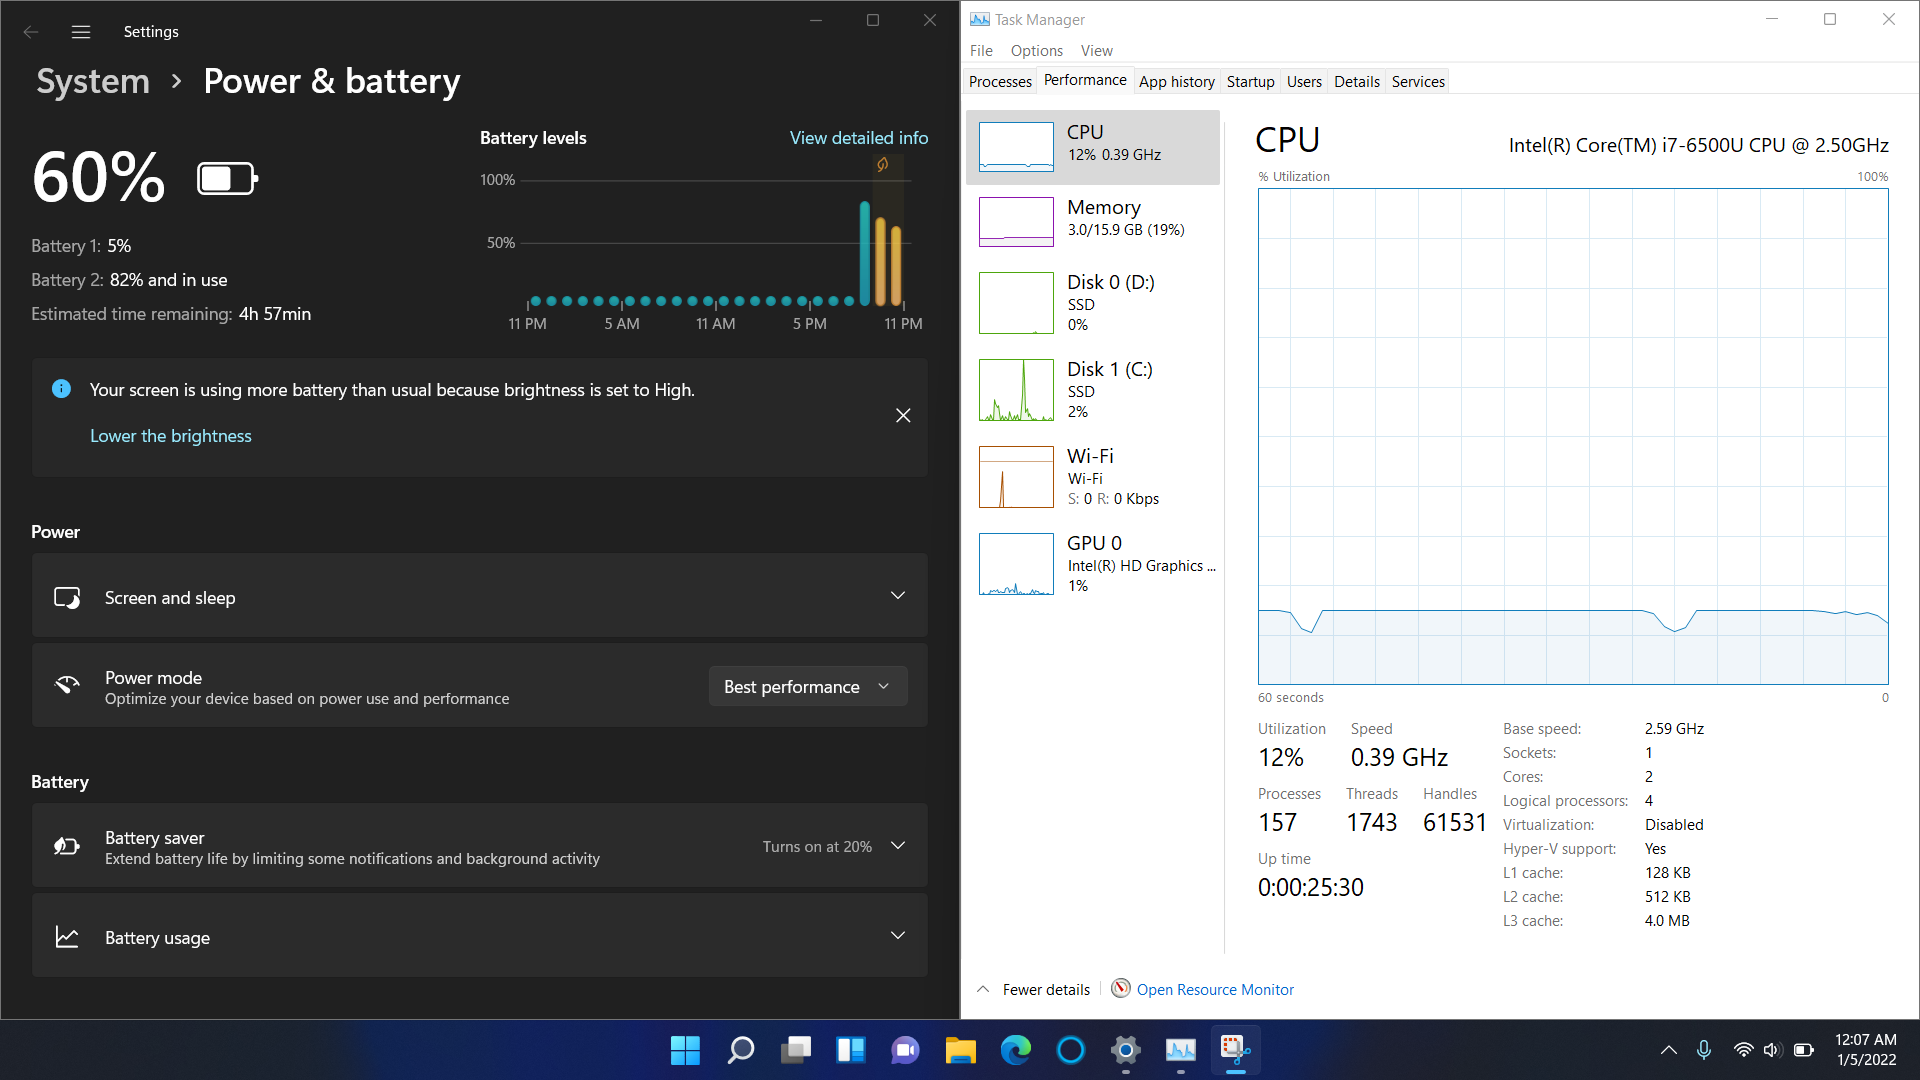 Settings
System > Power & battery
60%
Battery 1: 5%
Battery 2: 82% and in use
Estimated time remaining: 4h 57min
Battery levels
View detailed info
100%
50%
11 PM 5 AM 11 AM 5 PM 11 PM
Your screen is using more battery than usual because brightness is set to High.
Lower the brightness
Power
Screen and sleep
Power mode
Optimize your device based on power use and performance
Best performance
Battery
Battery saver
Extend battery life by limiting some notifications and background activity
Turns on at 20%
Battery usage
Task Manager
File Options View
Processes Performance App history Startup Users Details Services
CPU
12% 0.39 GHz
Memory
3.0/15.9 GB (19%)
Disk 0 (D:)
SSD
0%
Disk 1 (C:)
SSD
2%
Wi-Fi
Wi-Fi
S: 0 R: 0 Kbps
GPU 0
Intel(R) HD Graphics ...
1%
CPU
Intel(R) Core(TM) i7-6500U CPU @ 2.50GHz
% Utilization
100%
60 seconds
0
Utilization Speed
12% 0.39 GHz
Processes Threads Handles
157 1743 61531
Up time
0:00:25:30
Base speed: 2.59 GHz
Sockets: 1
Cores: 2
Logical processors: 4
Virtualization: Disabled
Hyper-V support: Yes
L1 cache: 128 KB
L2 cache: 512 KB
L3 cache: 4.0 MB
Fewer details
Open Resource Monitor
12:07 AM
1/5/2022